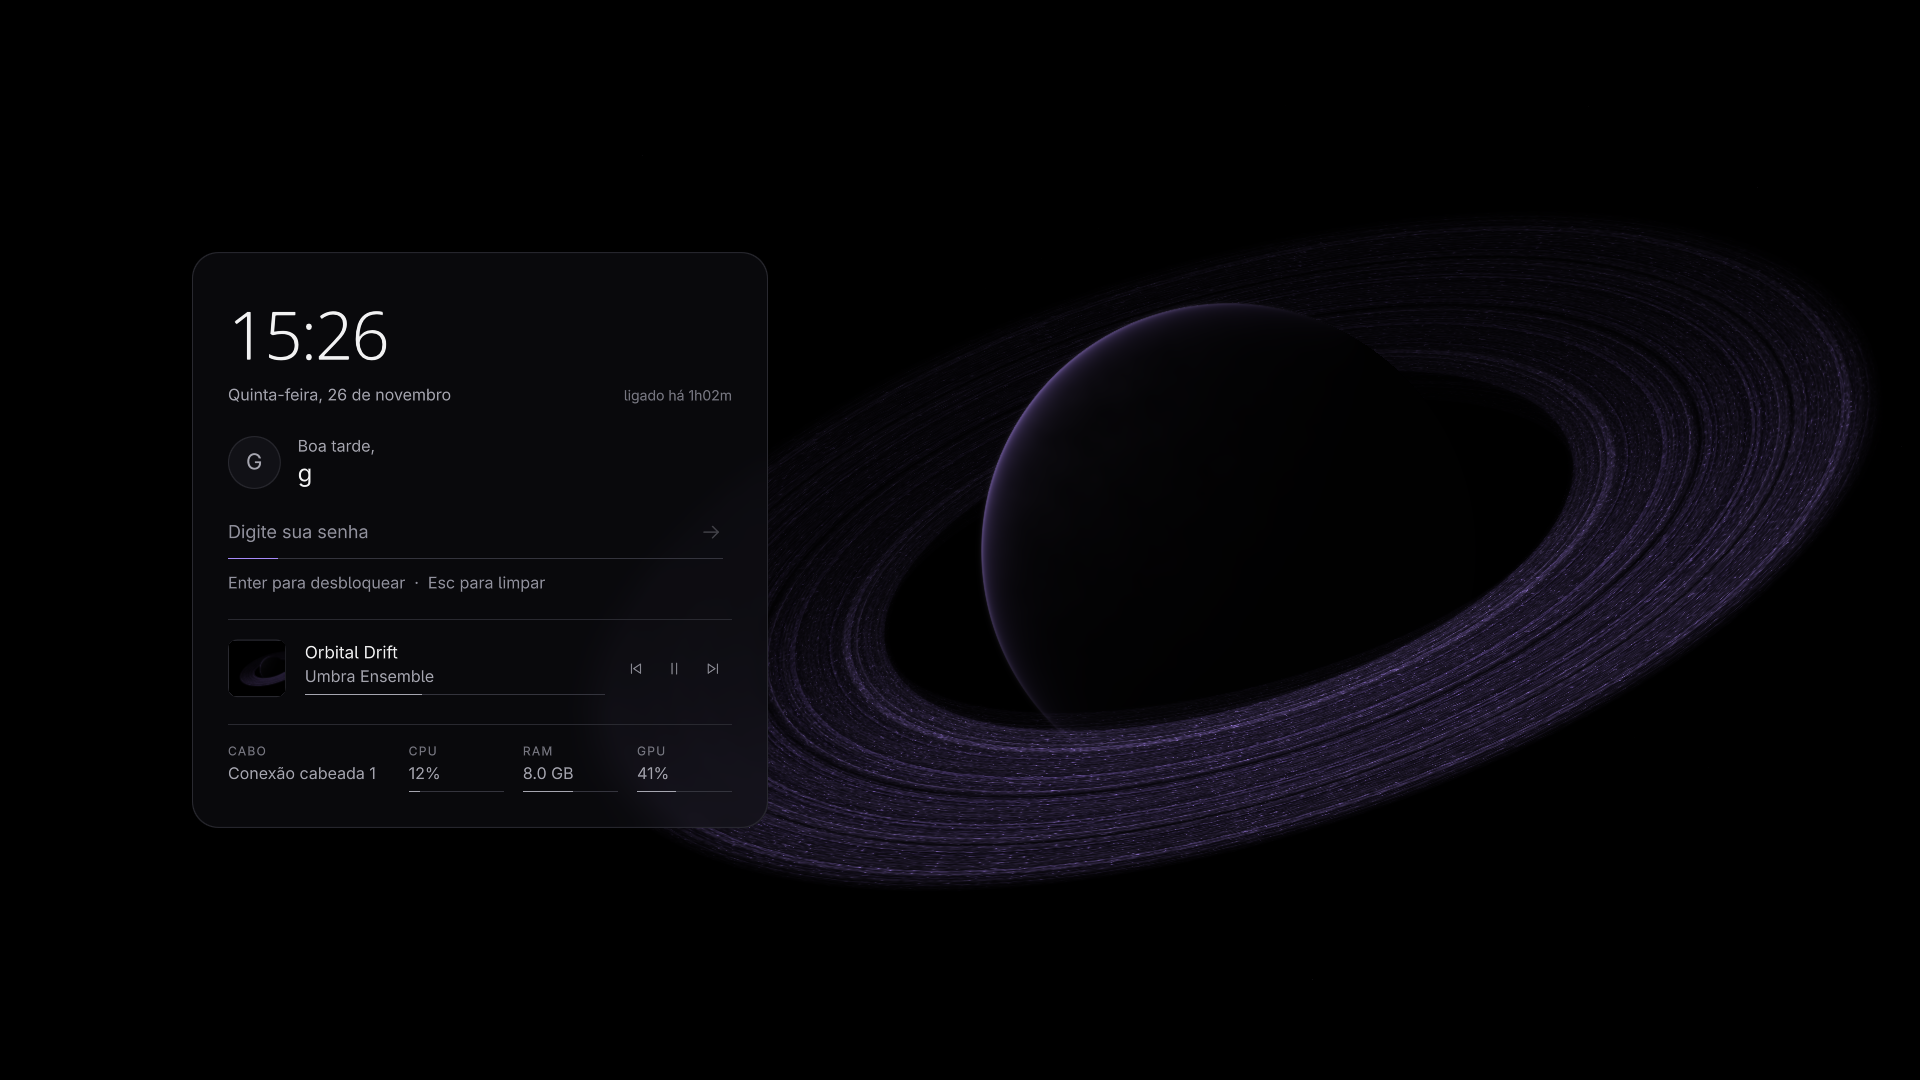 15:26
Quinta-feira, 26 de novembro
ligado há 1h02m
G
Boa tarde,
g
Digite sua senha
Enter para desbloquear · Esc para limpar
Orbital Drift
Umbra Ensemble
CABO CPU RAM GPU
Conexão cabeada 1 12% 8.0 GB 41%